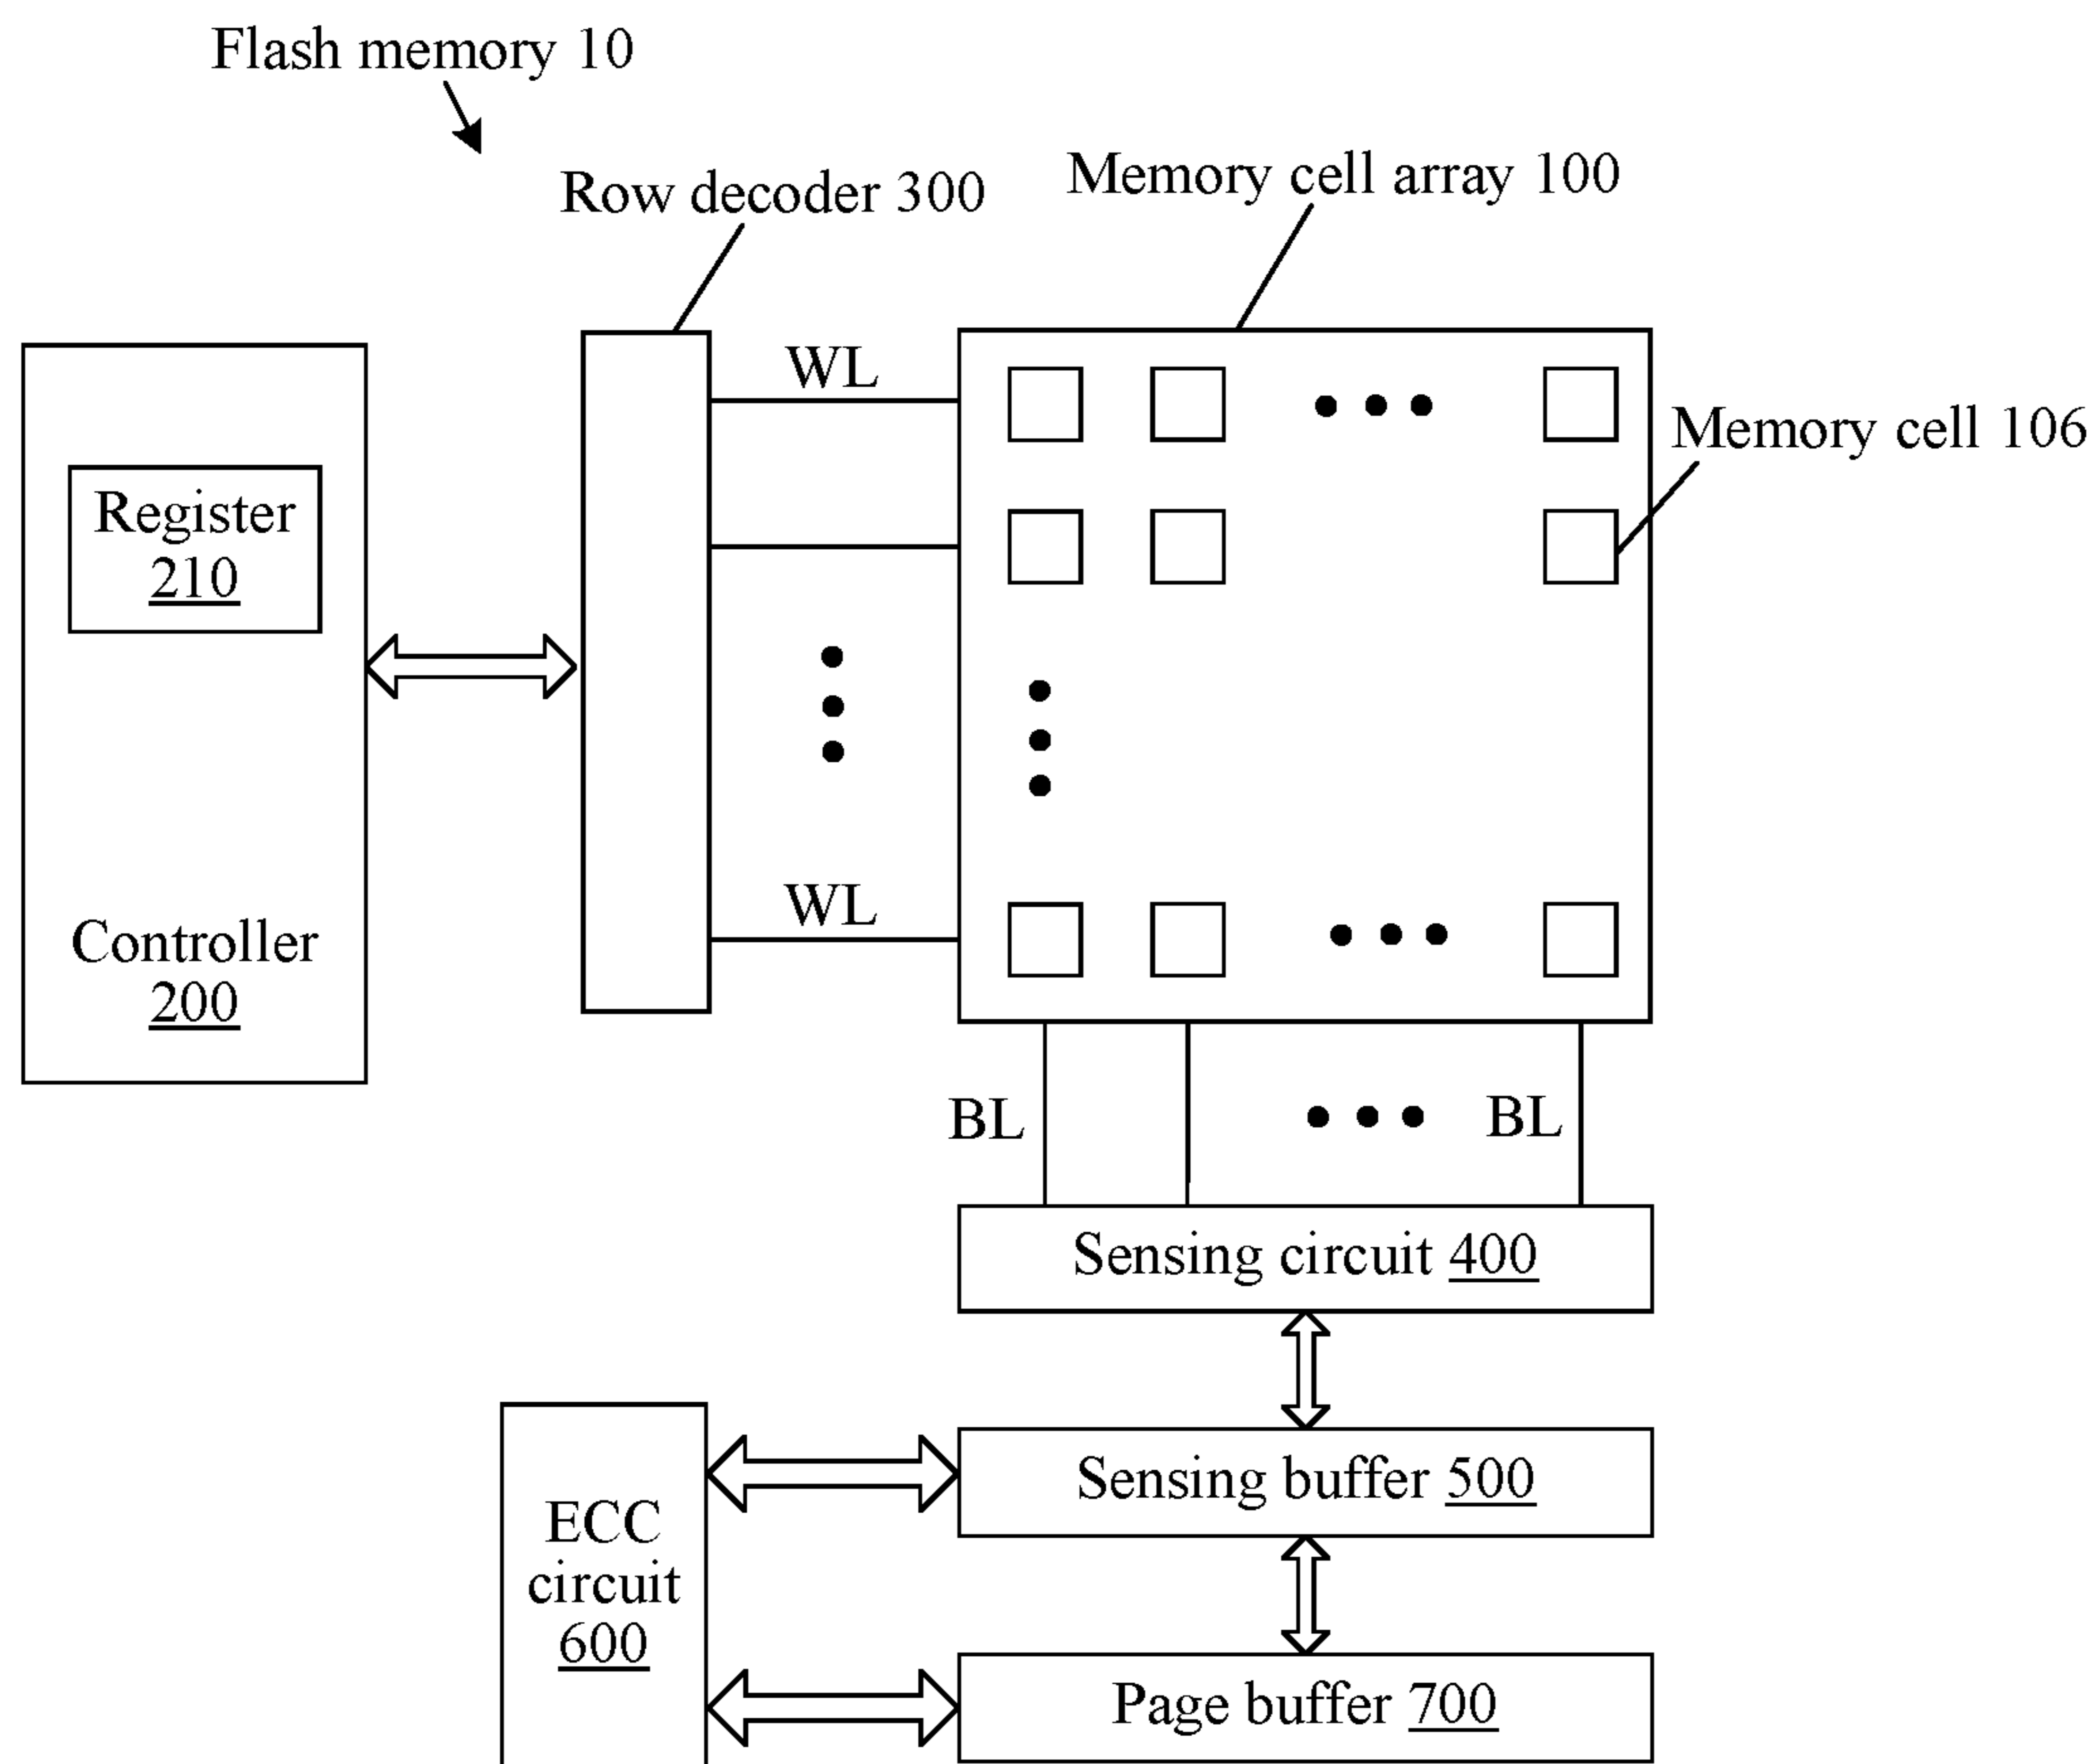 Flash memory 10
Row decoder 300
Memory cell array 100
WL
Memory cell 106
Register
210
WL
Controller
200
BL
BL
Sensing circuit 400
Sensing buffer 500
ECC
circuit
600
Page buffer 700